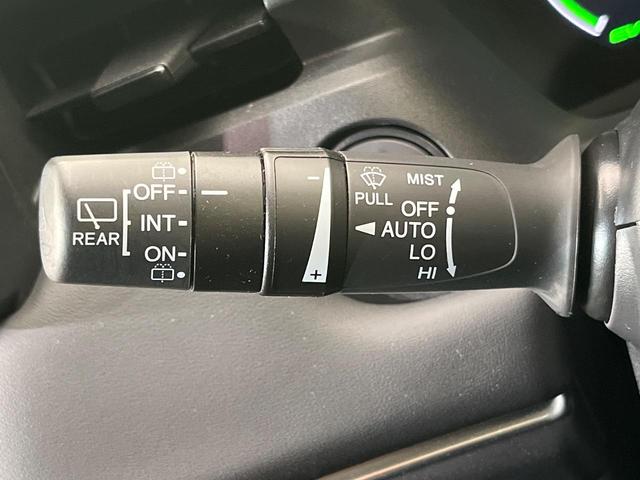 OFF
INT
ON
REAR
-
+
PULL
MIST
OFF
AUTO
LO
HI